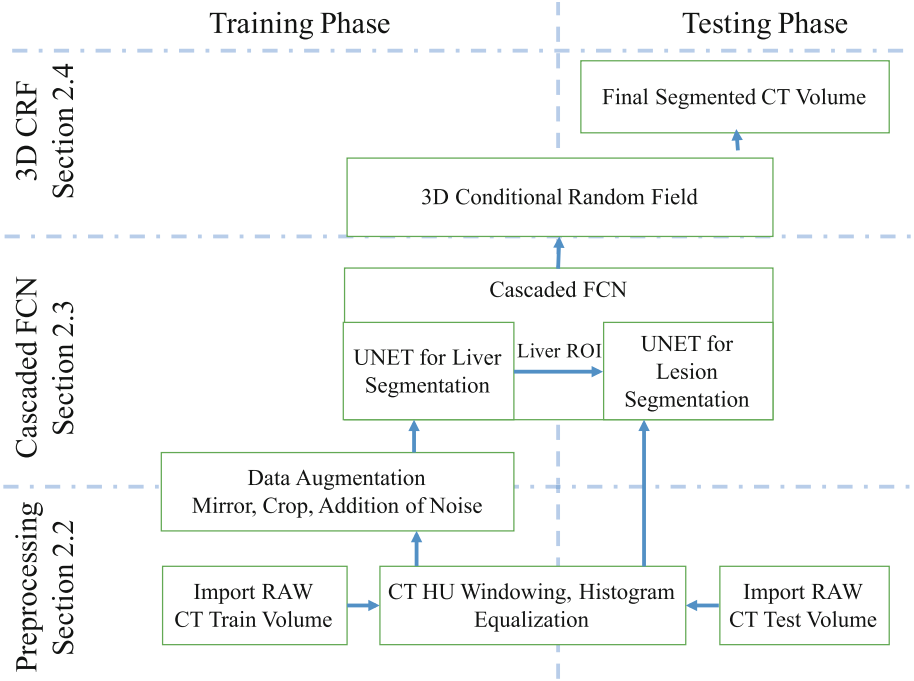 Training Phase
Testing Phase
3D CRF
Section 2.4
Final Segmented CT Volume
3D Conditional Random Field
Cascaded FCN
Section 2.3
Cascaded FCN
UNET for Liver
Segmentation
Liver ROI
UNET for
Lesion
Segmentation
Data Augmentation
Mirror, Crop, Addition of Noise
Preprocessing
Section 2.2
Import RAW
CT Train Volume
CT HU Windowing, Histogram
Equalization
Import RAW
CT Test Volume